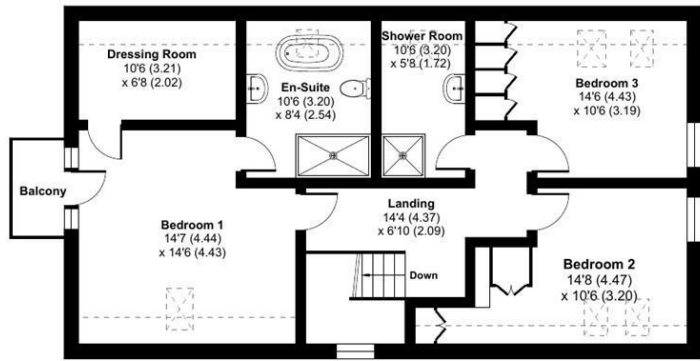 Dressing Room
10'6 (3.21)
x 6'8 (2.02)
En-Suite
10'6 (3.20)
x 8'4 (2.54)
Shower Room
10'6 (3.20)
x 5'8 (1.72)
Bedroom 3
14'6 (4.43)
x 10'6 (3.19)
Balcony
Bedroom 1
14'7 (4.44)
x 14'6 (4.43)
Landing
14'4 (4.37)
x 6'10 (2.09)
Down
Bedroom 2
14'8 (4.47)
x 10'6 (3.20)